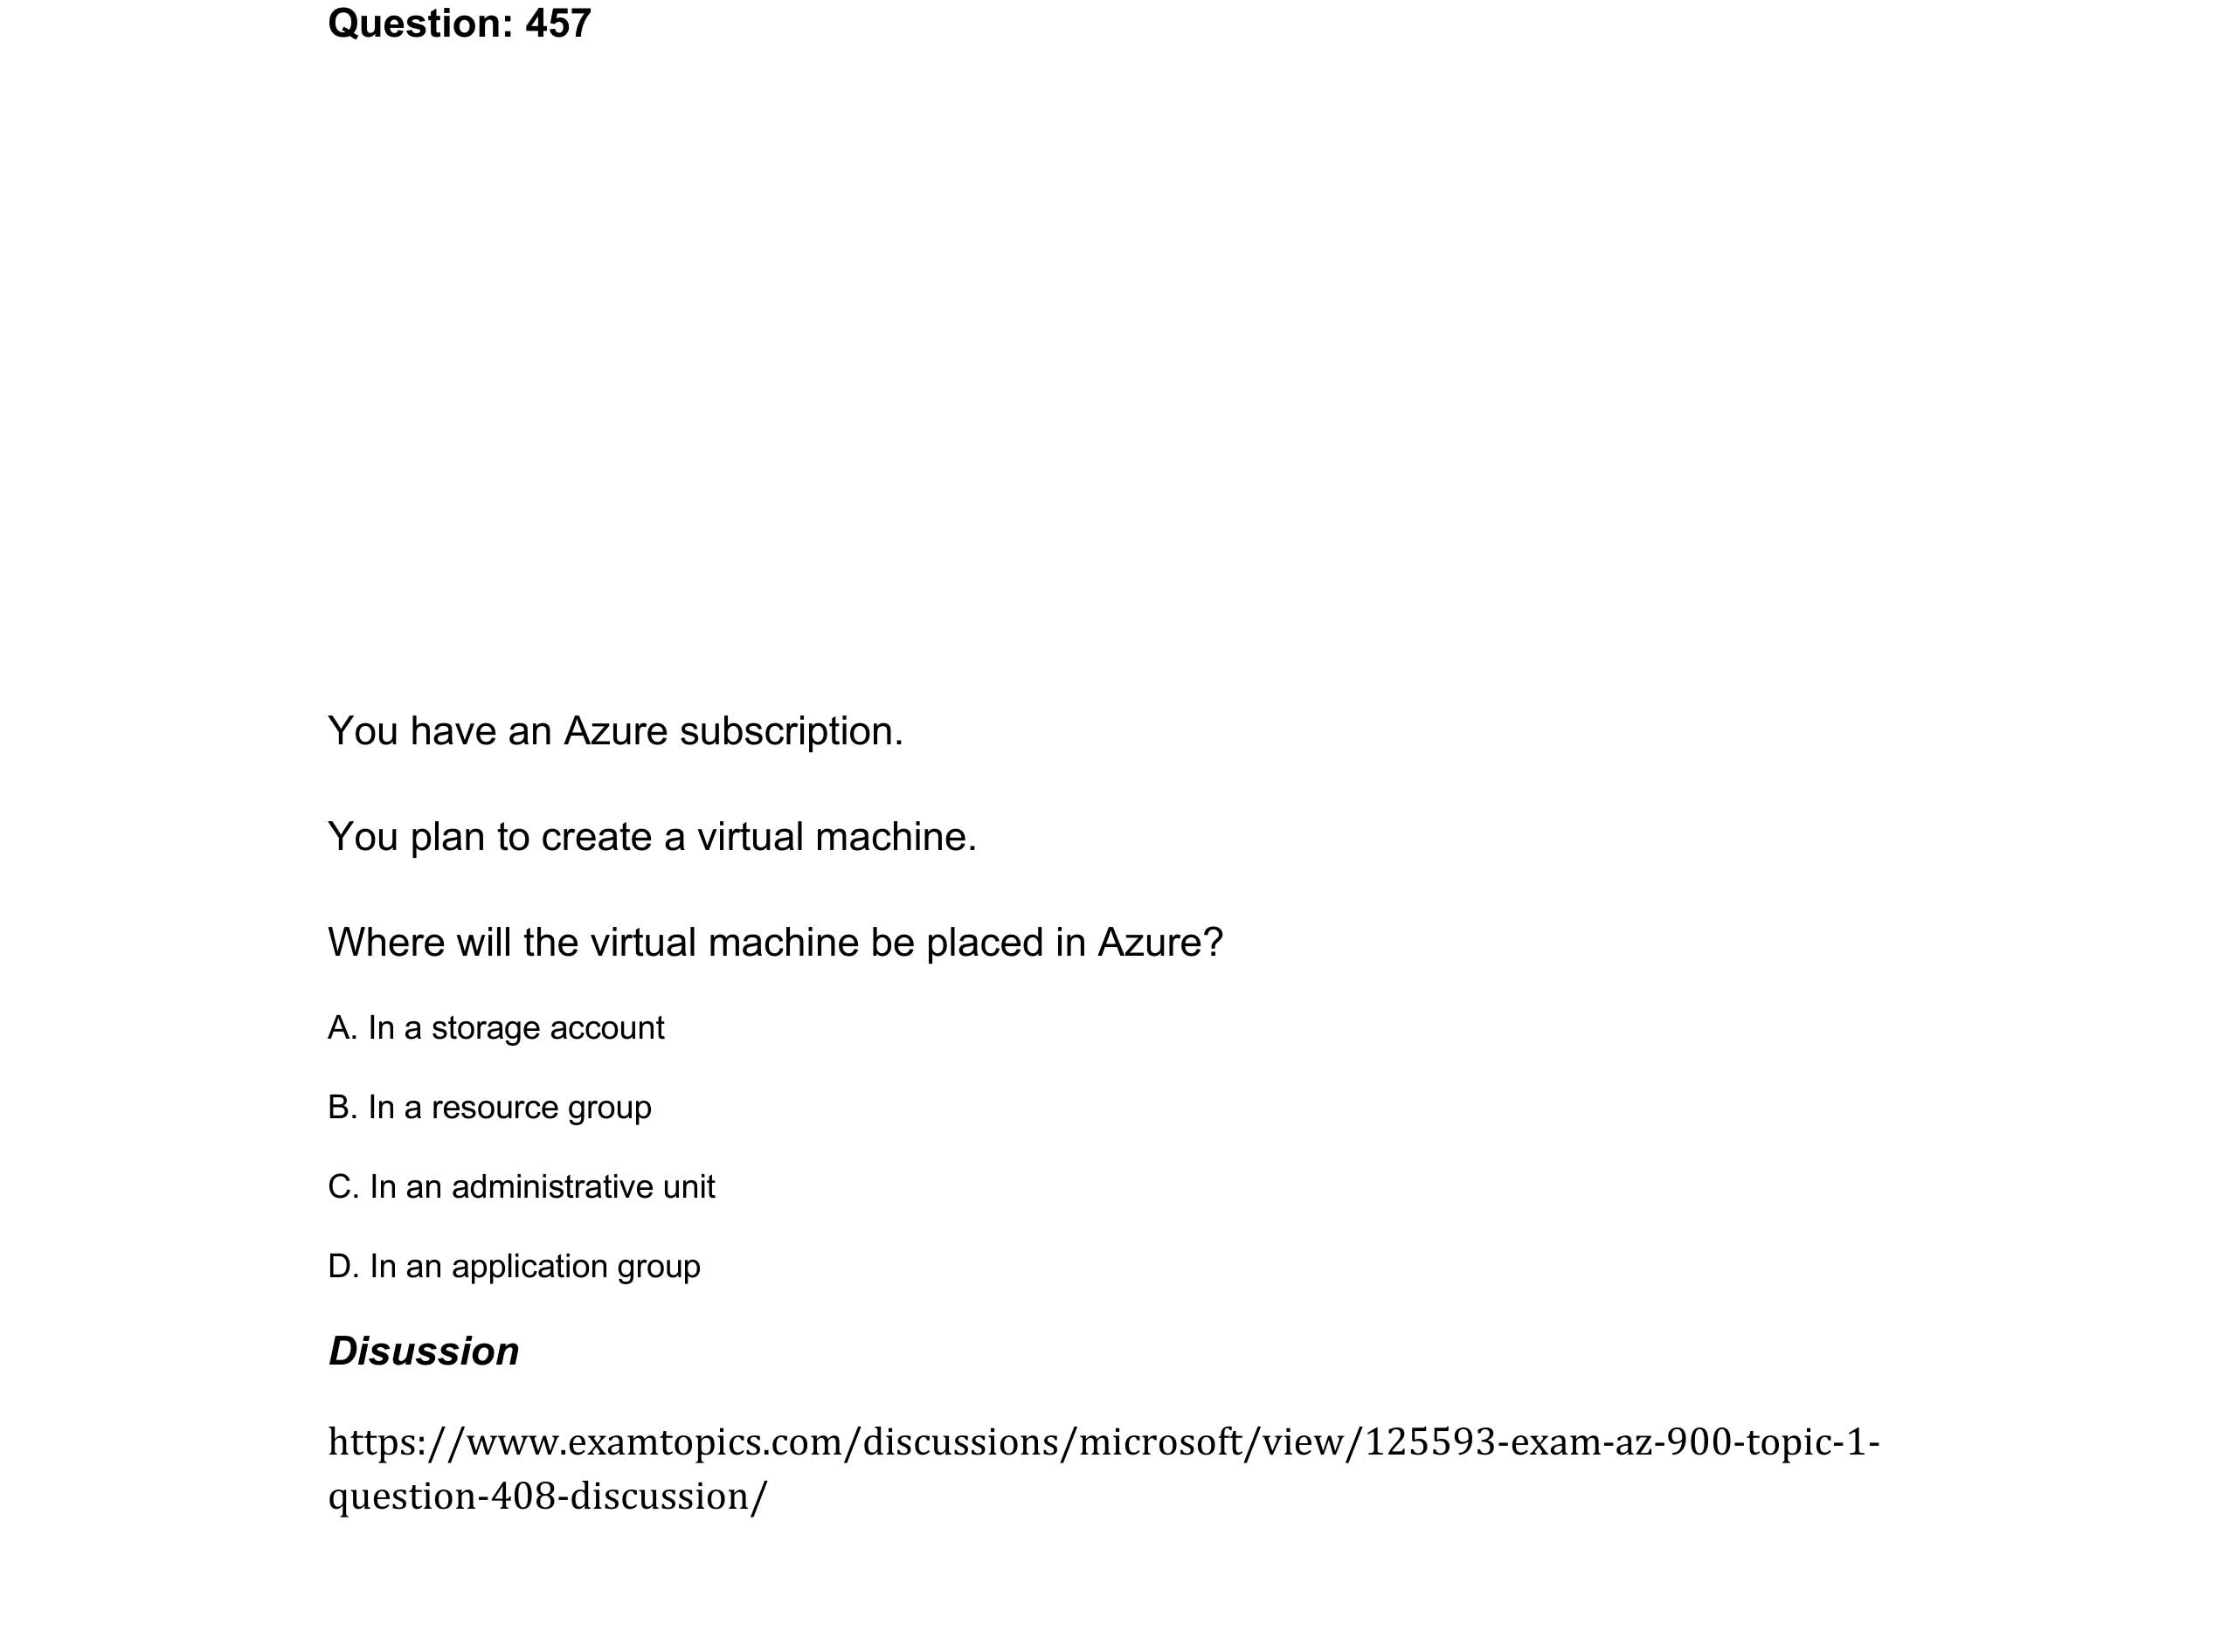 Question: 457
You have an Azure subscription.
You plan to create a virtual machine.
Where will the virtual machine be placed in Azure?
A. In a storage account
B. In a resource group
C. In an administrative unit
D. In an application group
Disussion
https://www.examtopics.com/discussions/microsoft/view/125593-exam-az-900-topic-1-
question-408-discussion/